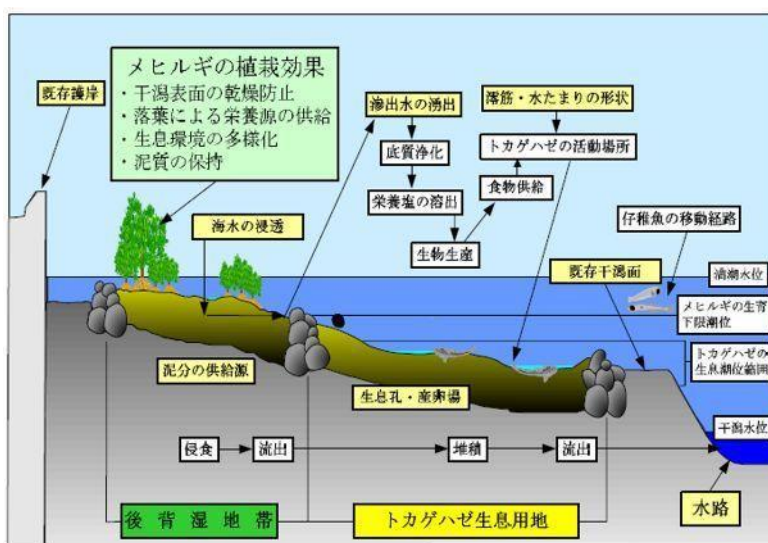 メヒルギの植栽効果
・干潟表面の乾燥防止
・落葉による栄養源の供給
・生息環境の多様化
・泥質の保持
既存護岸
滲出水の湧出
澪筋・水たまりの形状
底質浄化
トカゲハゼの活動場所
栄養塩の溶出
食物供給
生物生産
仔稚魚の移動経路
海水の浸透
既存干潟面
満潮水位
メヒルギの生育
下限潮位
トカゲハゼの
生息潮位範囲
泥分の供給源
生息孔・産卵場
干潟水位
侵食
流出
堆積
流出
水路
後背湿地帯
トカゲハゼ生息用地